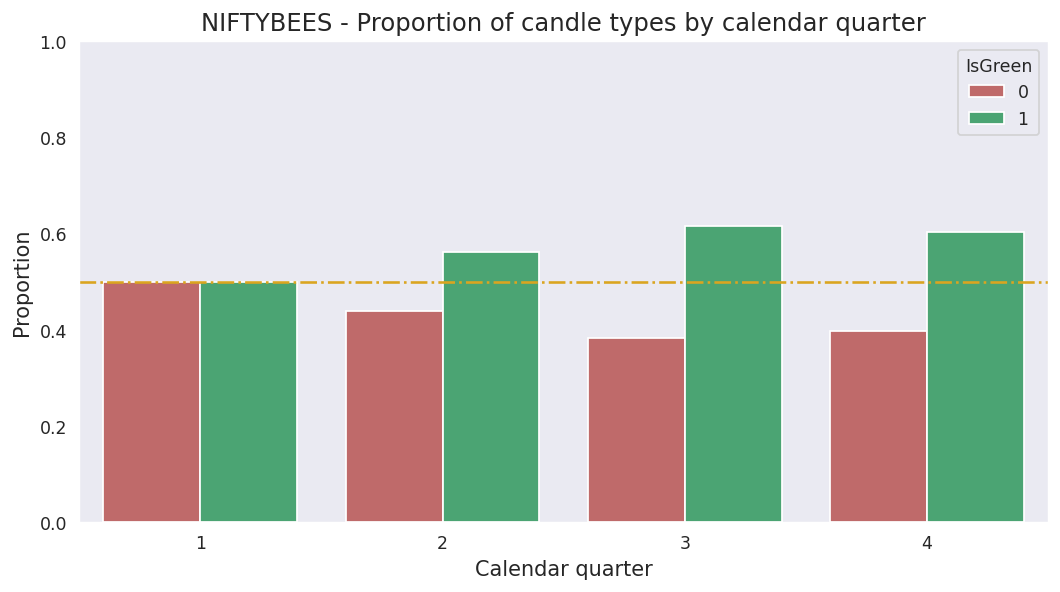 NIFTYBEES - Proportion of candle types by calendar quarter
1.0
0.8
0.6
0.4
0.2
0.0
Proportion
IsGreen
0
1
1 2 3 4
Calendar quarter